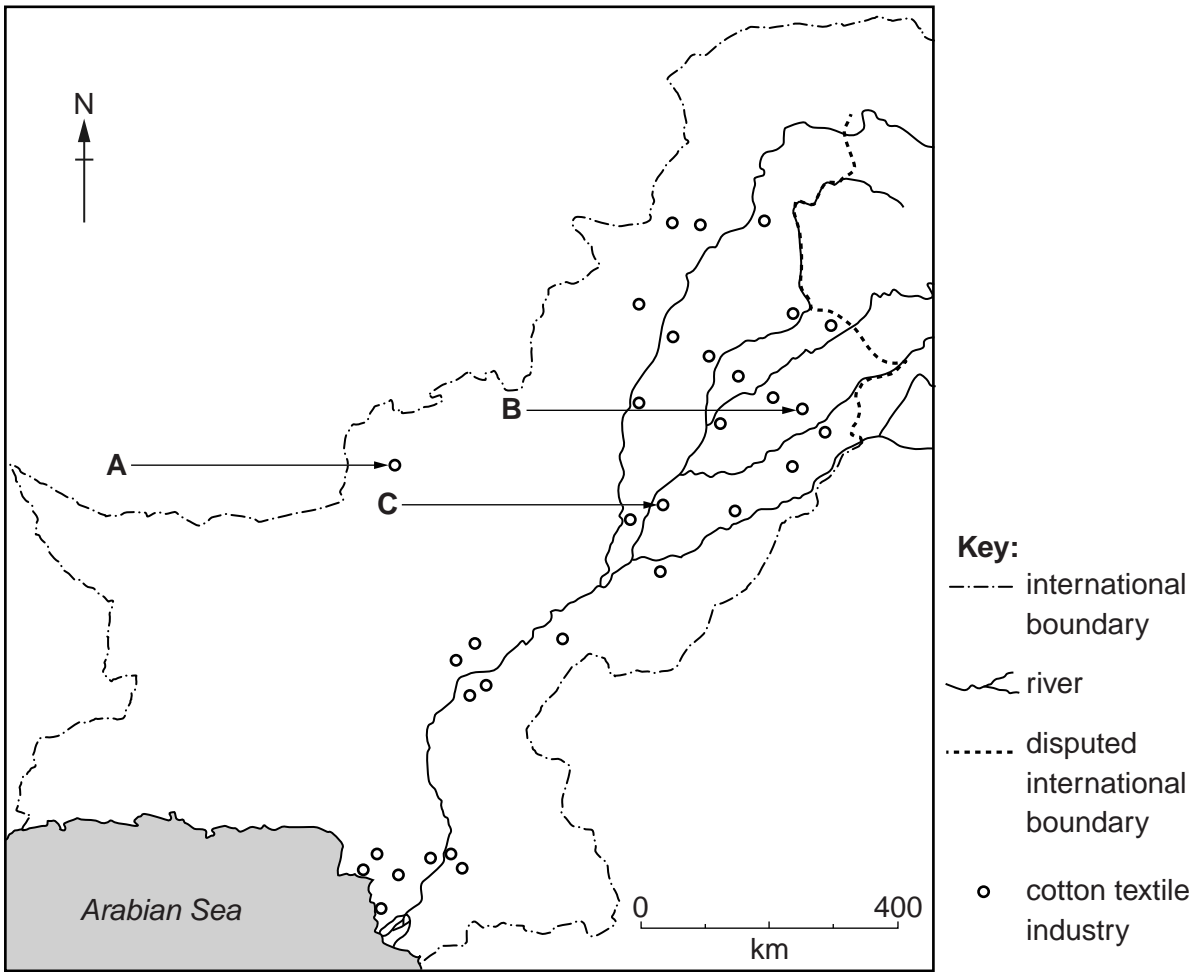 N
B
A
C
Arabian Sea
0 400
km
Key:
international
boundary
river
disputed
international
boundary
cotton textile
industry